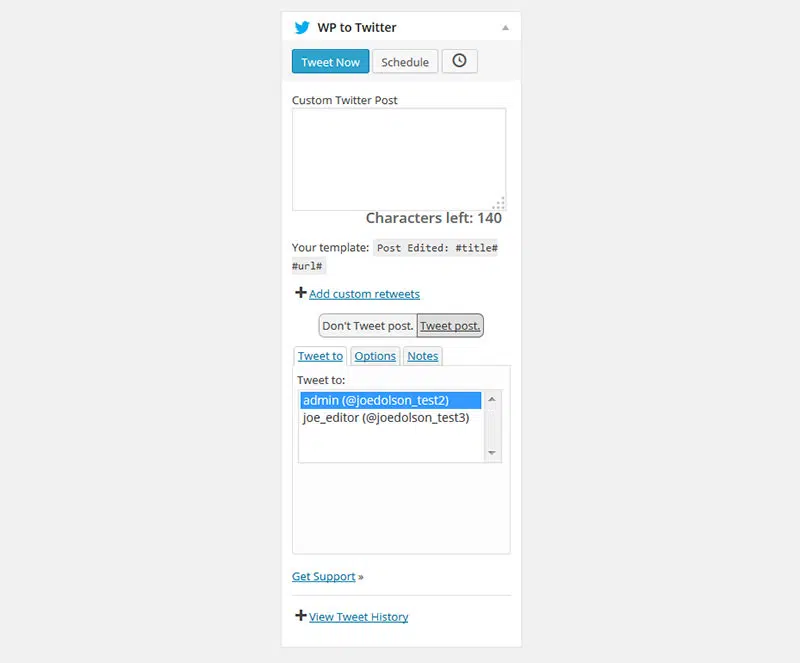 WP to Twitter
Tweet Now Schedule
Custom Twitter Post
Characters left: 140
Your template: Post Edited: #title#
#url#
Add custom retweets
Don't Tweet post. Tweet post.
Tweet to Options Notes
Tweet to:
admin (@joedolson_test2)
joe_editor (@joedolson_test3)
Get Support »
View Tweet History